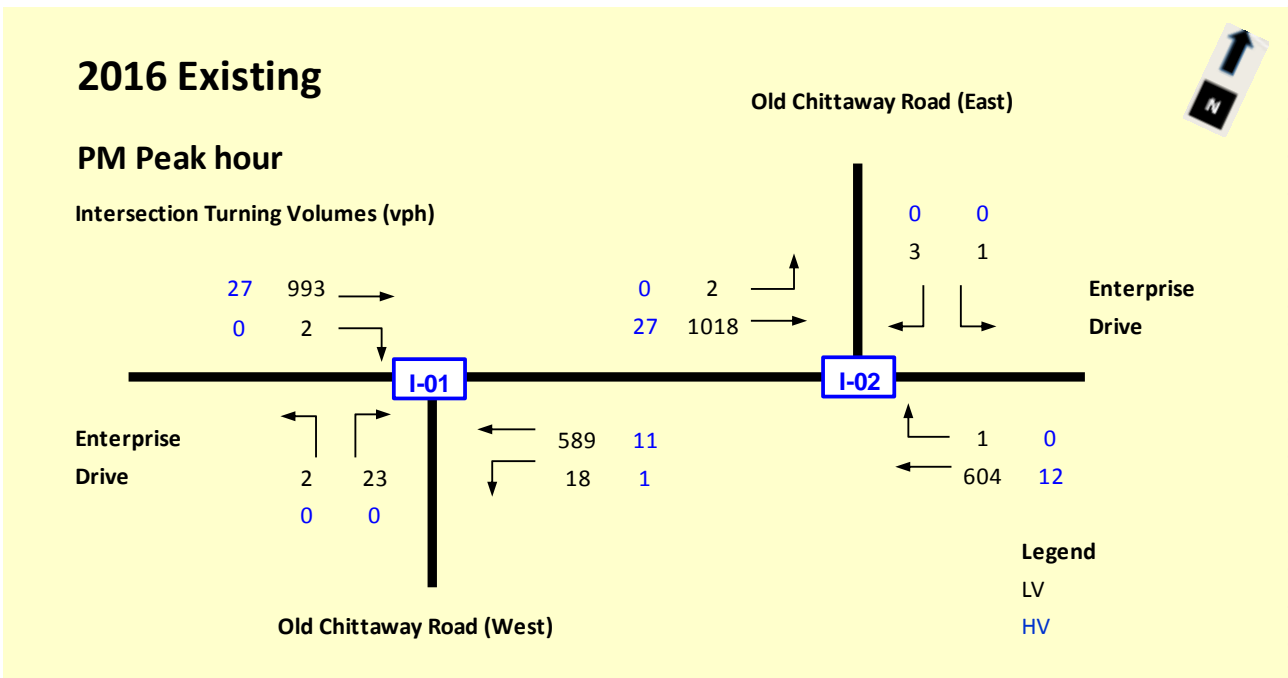 2016 Existing
Old Chittaway Road (East)
N
PM Peak hour
Intersection Turning Volumes (vph)
0 0
3 1
27 993
0 2
0 2
27 1018
Enterprise
Drive
I-01
I-02
Enterprise
Drive
2 23
0 0
589 11
18 1
1 0
604 12
Legend
LV
HV
Old Chittaway Road (West)